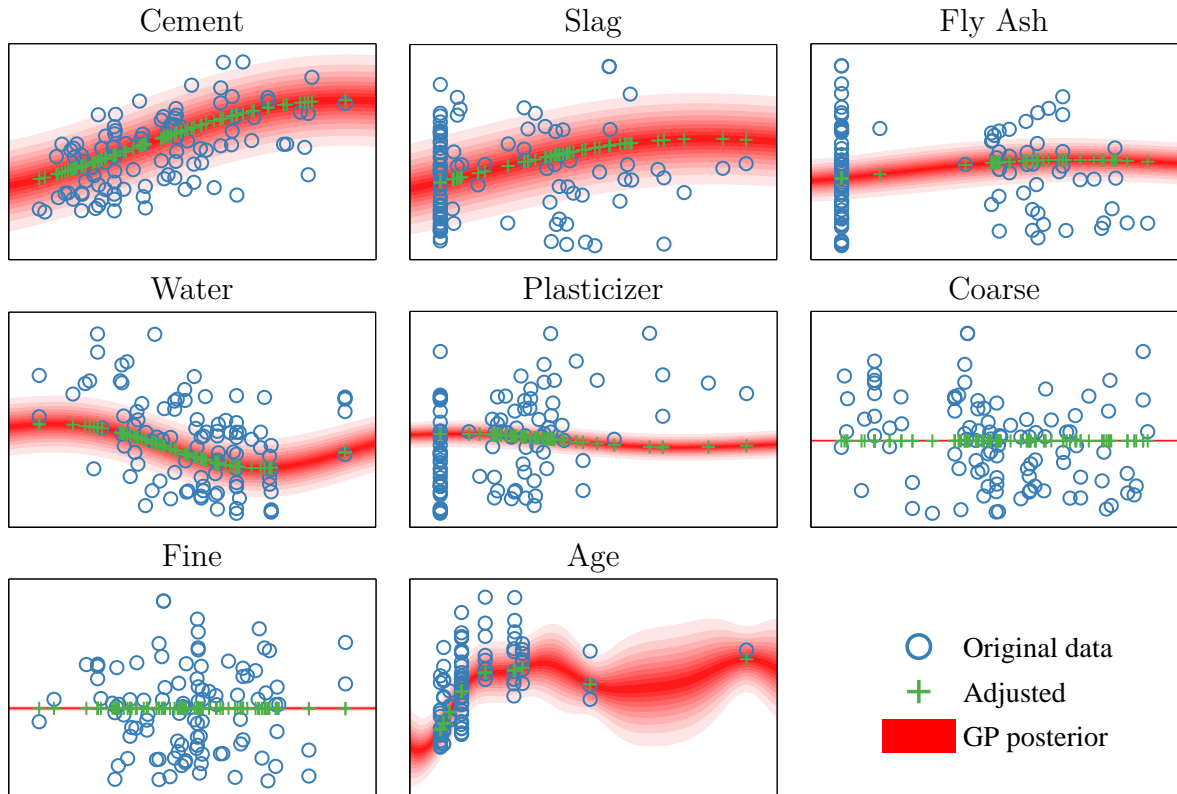 Cement
Slag
Fly Ash
Water
Plasticizer
Coarse
Fine
Age
Original data
Adjusted
GP posterior